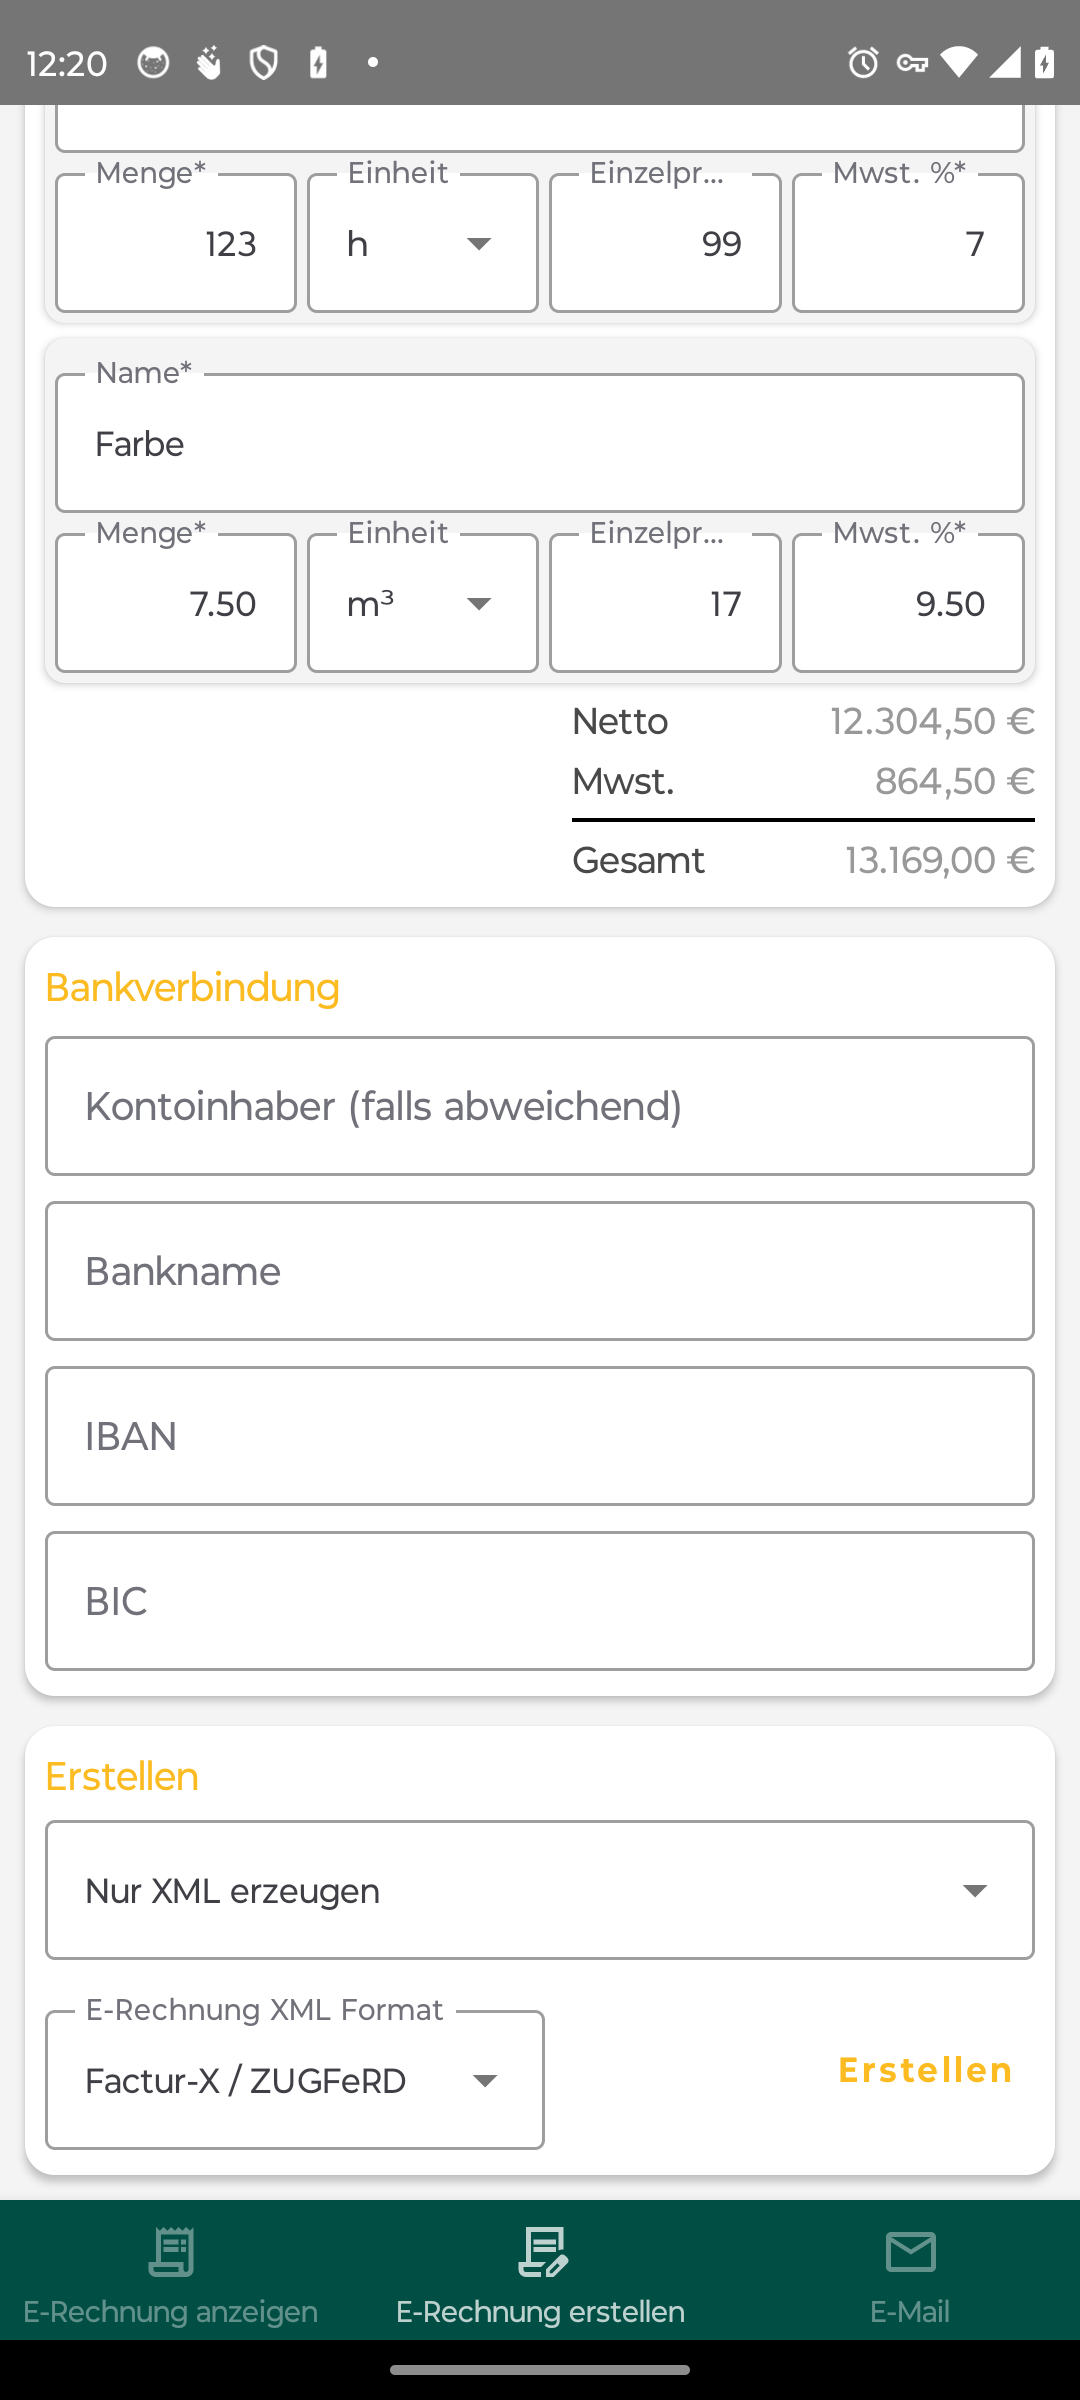 12:20
Menge* Einheit Einzelpr... Mwst. %*
123 h 99 7
Name*
Farbe
Menge* Einheit Einzelpr... Mwst. %*
7.50 m³ 17 9.50
Netto 12.304,50 €
Mwst. 864,50 €
Gesamt 13.169,00 €
Bankverbindung
Kontoinhaber (falls abweichend)
Bankname
IBAN
BIC
Erstellen
Nur XML erzeugen
E-Rechnung XML Format
Factur-X / ZUGFeRD
Erstellen
E-Rechnung anzeigen E-Rechnung erstellen E-Mail